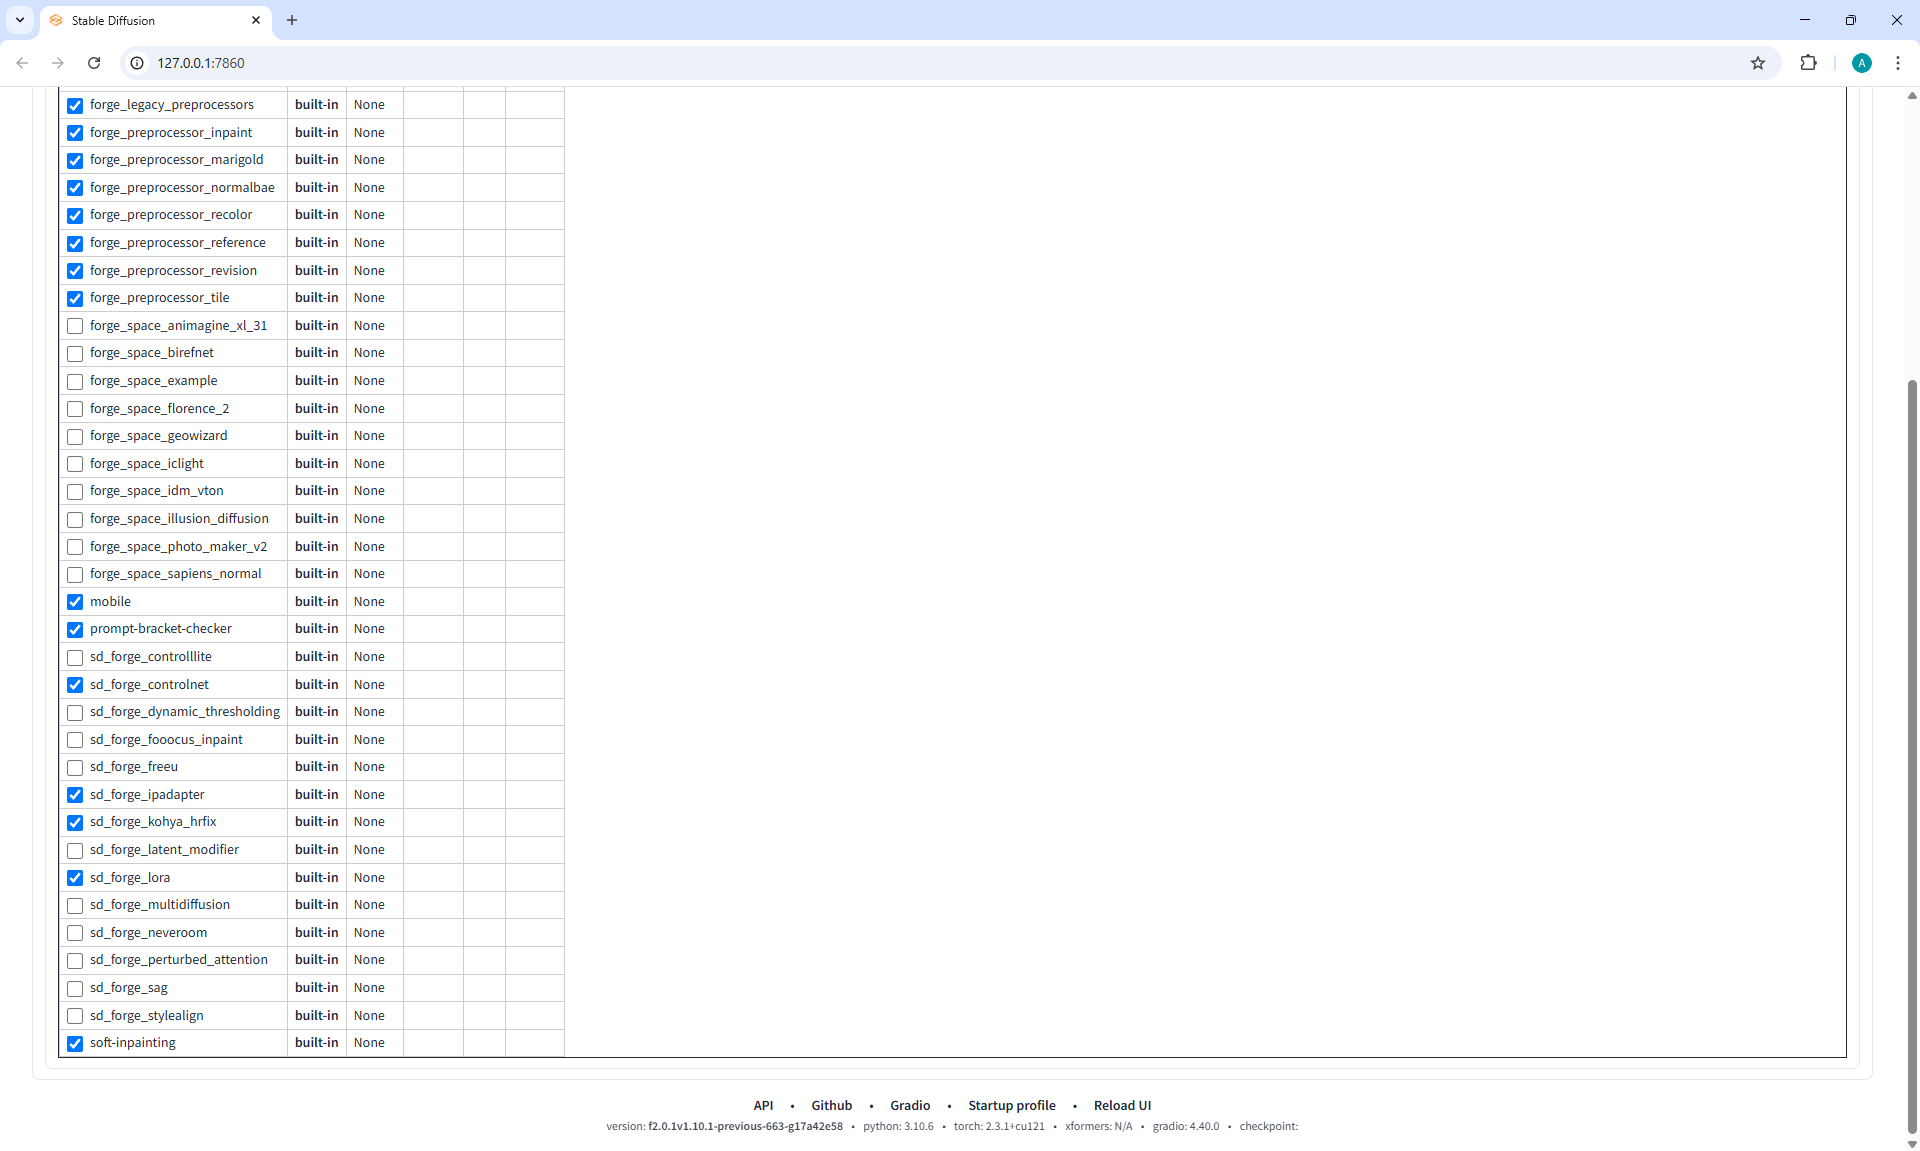 Stable Diffusion
127.0.0.1:7860
A
forge_legacy_preprocessors built-in None
forge_preprocessor_inpaint built-in None
forge_preprocessor_marigold built-in None
forge_preprocessor_normalbae built-in None
forge_preprocessor_recolor built-in None
forge_preprocessor_reference built-in None
forge_preprocessor_revision built-in None
forge_preprocessor_tile built-in None
forge_space_animagine_xl_31 built-in None
forge_space_birefnet built-in None
forge_space_example built-in None
forge_space_florence_2 built-in None
forge_space_geowizard built-in None
forge_space_iclight built-in None
forge_space_idm_vton built-in None
forge_space_illusion_diffusion built-in None
forge_space_photo_maker_v2 built-in None
forge_space_sapiens_normal built-in None
mobile built-in None
prompt-bracket-checker built-in None
sd_forge_controlllite built-in None
sd_forge_controlnet built-in None
sd_forge_dynamic_thresholding built-in None
sd_forge_fooocus_inpaint built-in None
sd_forge_freeu built-in None
sd_forge_ipadapter built-in None
sd_forge_kohya_hrfix built-in None
sd_forge_latent_modifier built-in None
sd_forge_lora built-in None
sd_forge_multidiffusion built-in None
sd_forge_neveroom built-in None
sd_forge_perturbed_attention built-in None
sd_forge_sag built-in None
sd_forge_stylealign built-in None
soft-inpainting built-in None
API • Github • Gradio • Startup profile • Reload UI
version: f2.0.1v1.10.1-previous-663-g17a42e58 • python: 3.10.6 • torch: 2.3.1+cu121 • xformers: N/A • gradio: 4.40.0 • checkpoint: